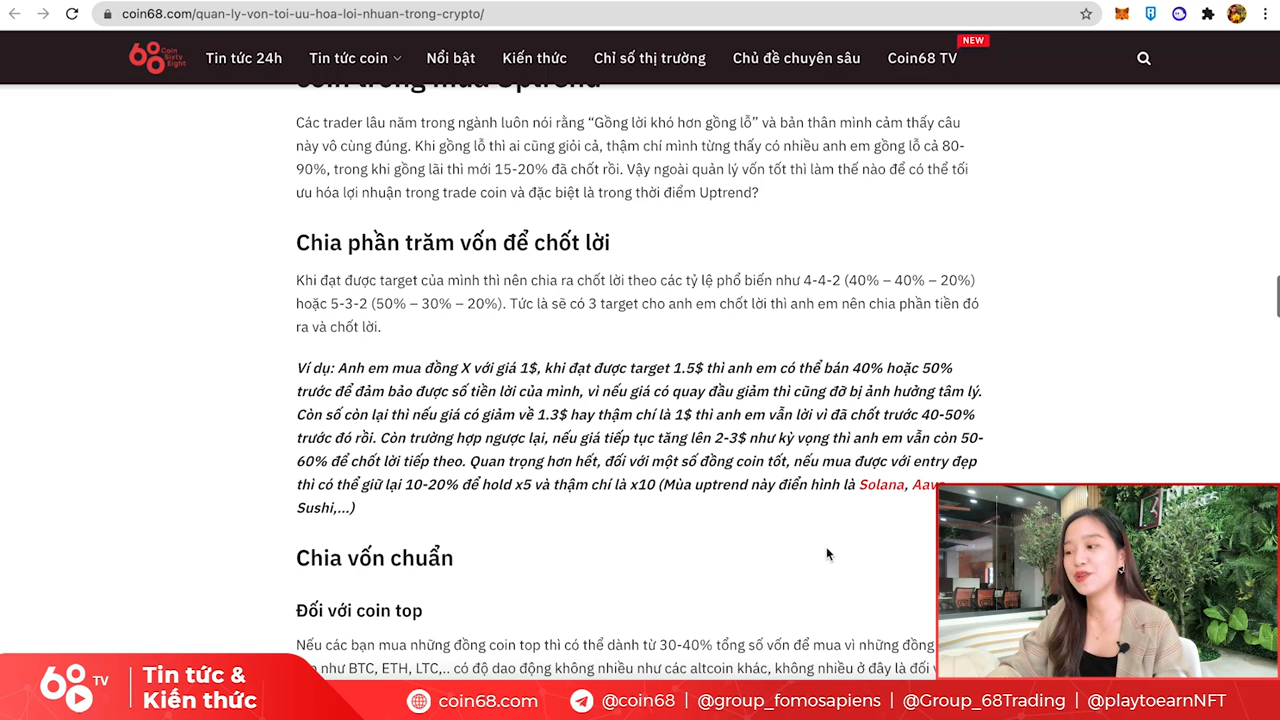 coin68.com/quan-ly-von-toi-uu-hoa-loi-nhuan-trong-crypto/
NEW
68 Coin Sixty Eight
Tin tức 24h Tin tức coin Nổi bật Kiến thức Chỉ số thị trường Chủ đề chuyên sâu Coin68 TV
coin trong mùa Uptrend
Các trader lâu năm trong ngành luôn nói rằng “Gồng lời khó hơn gồng lỗ” và bản thân mình cảm thấy câu
này vô cùng đúng. Khi gồng lỗ thì ai cũng giỏi cả, thậm chí mình từng thấy có nhiều anh em gồng lỗ cả 80-
90%, trong khi gồng lãi thì mới 15-20% đã chốt rồi. Vậy ngoài quản lý vốn tốt thì làm thế nào để có thể tối
ưu hóa lợi nhuận trong trade coin và đặc biệt là trong thời điểm Uptrend?
Chia phần trăm vốn để chốt lời
Khi đạt được target của mình thì nên chia ra chốt lời theo các tỷ lệ phổ biến như 4-4-2 (40% – 40% – 20%)
hoặc 5-3-2 (50% – 30% – 20%). Tức là sẽ có 3 target cho anh em chốt lời thì anh em nên chia phần tiền đó
ra và chốt lời.
Ví dụ: Anh em mua đồng X với giá 1$, khi đạt được target 1.5$ thì anh em có thể bán 40% hoặc 50%
trước để đảm bảo được số tiền lời của mình, vì nếu giá có quay đầu giảm thì cũng đỡ bị ảnh hưởng tâm lý.
Còn số còn lại thì nếu giá có giảm về 1.3$ hay thậm chí là 1$ thì anh em vẫn lời vì đã chốt trước 40-50%
trước đó rồi. Còn trường hợp ngược lại, nếu giá tiếp tục tăng lên 2-3$ như kỳ vọng thì anh em vẫn còn 50-
60% để chốt lời tiếp theo. Quan trọng hơn hết, đối với một số đồng coin tốt, nếu mua được với entry đẹp
thì có thể giữ lại 10-20% để hold x5 và thậm chí là x10 (Mùa uptrend này điển hình là Solana, Aave
Sushi,...)
Chia vốn chuẩn
Đối với coin top
Nếu các bạn mua những đồng coin top thì có thể dành từ 30-40% tổng số vốn để mua vì những đồng
như BTC, ETH, LTC,.. có độ dao động không nhiều như các altcoin khác, không nhiều ở đây là đối
68 TV
Tin tức &
Kiến thức
coin68.com @coin68 | @group_fomosapiens | @Group_68Trading | @playtoearnNFT